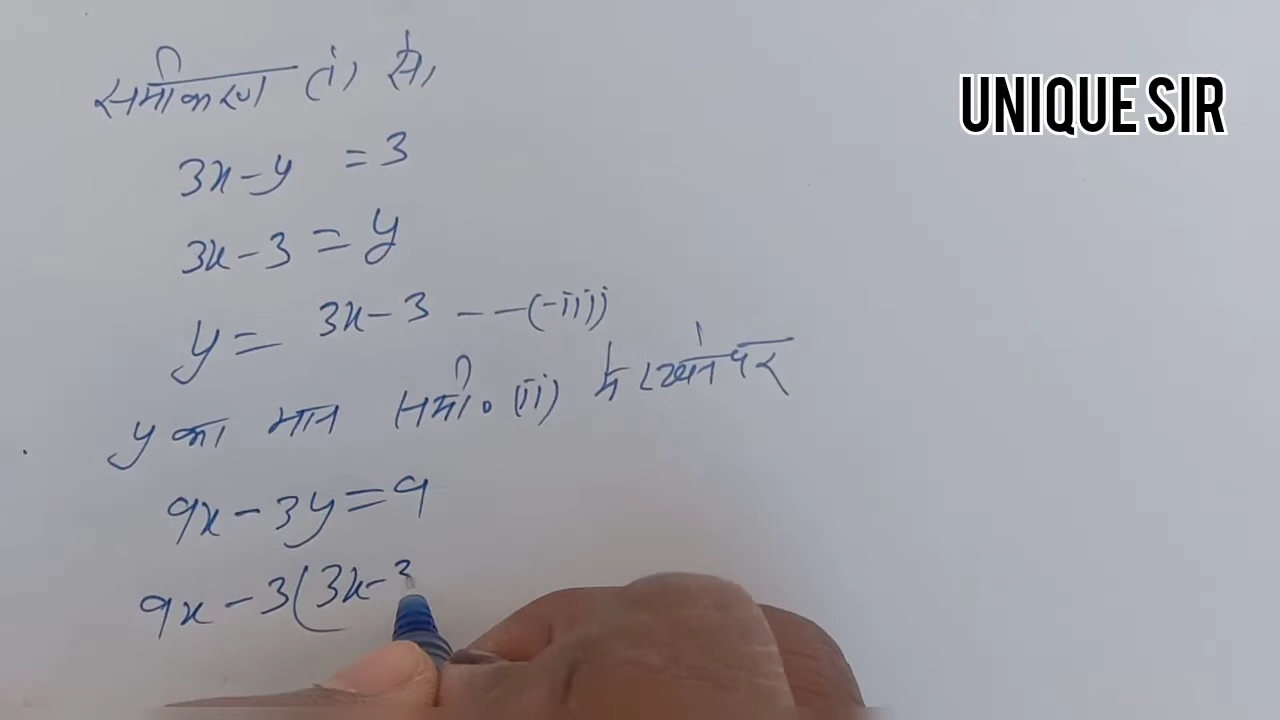 समीकरण (i) से,
UNIQUE SIR
3x-y = 3
3x-3 = y
y = 3x-3 --(-iii)
y का मान समी० (ii) में रखने पर
9x-3y=9
9x-3(3x-3